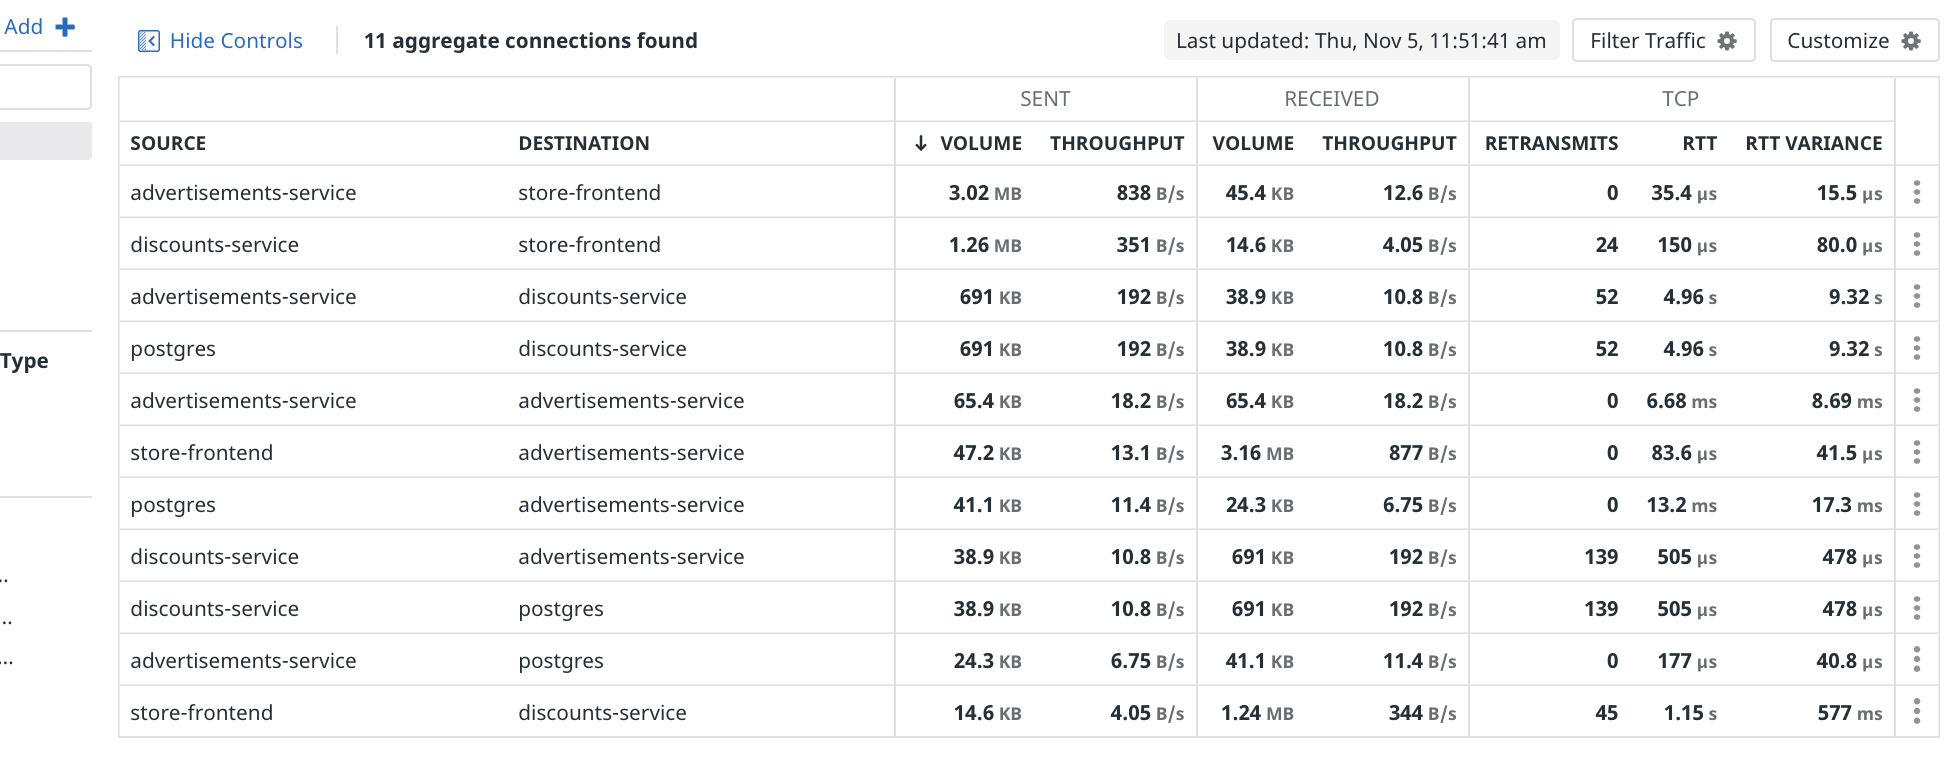 Add
Hide Controls 11 aggregate connections found Last updated: Thu, Nov 5, 11:51:41 am Filter Traffic Customize
SENT RECEIVED TCP
SOURCE DESTINATION ↓ VOLUME THROUGHPUT VOLUME THROUGHPUT RETRANSMITS RTT RTT VARIANCE
advertisements-service store-frontend 3.02 MB 838 B/s 45.4 KB 12.6 B/s 0 35.4 µs 15.5 µs
discounts-service store-frontend 1.26 MB 351 B/s 14.6 KB 4.05 B/s 24 150 µs 80.0 µs
advertisements-service discounts-service 691 KB 192 B/s 38.9 KB 10.8 B/s 52 4.96 s 9.32 s
postgres discounts-service 691 KB 192 B/s 38.9 KB 10.8 B/s 52 4.96 s 9.32 s
Type
advertisements-service advertisements-service 65.4 KB 18.2 B/s 65.4 KB 18.2 B/s 0 6.68 ms 8.69 ms
store-frontend advertisements-service 47.2 KB 13.1 B/s 3.16 MB 877 B/s 0 83.6 µs 41.5 µs
postgres advertisements-service 41.1 KB 11.4 B/s 24.3 KB 6.75 B/s 0 13.2 ms 17.3 ms
discounts-service advertisements-service 38.9 KB 10.8 B/s 691 KB 192 B/s 139 505 µs 478 µs
..
discounts-service postgres 38.9 KB 10.8 B/s 691 KB 192 B/s 139 505 µs 478 µs
..
advertisements-service postgres 24.3 KB 6.75 B/s 41.1 KB 11.4 B/s 0 177 µs 40.8 µs
...
store-frontend discounts-service 14.6 KB 4.05 B/s 1.24 MB 344 B/s 45 1.15 s 577 ms